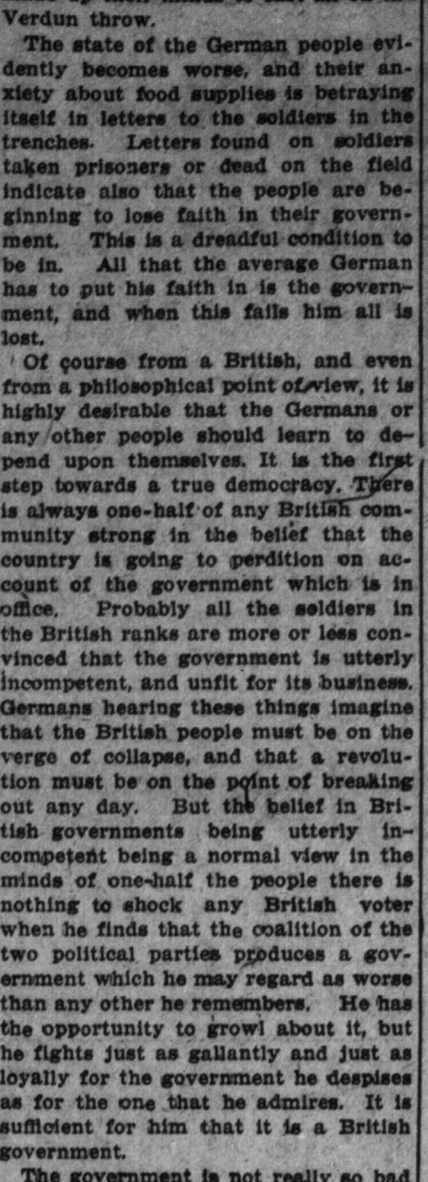 Verdun throw.
The state of the German people evi-
dently becomes worse, and their an-
xiety about food supplies is betraying
itself in letters to the soldiers in the
trenches. Letters found on soldiers
taken prisoners or dead on the field
indicate also that the people are be-
ginning to lose faith in their govern-
ment. This is a dreadful condition to
be in. All that the average German
has to put his faith in is the govern-
ment, and when this fails him all is
lost.
Of course from a British, and even
from a philosophical point of view, it is
highly desirable that the Germans or
any other people should learn to de-
pend upon themselves. It is the first
step towards a true democracy. There
is always one-half of any British com-
munity strong in the belief that the
country is going to perdition on ac-
count of the government which is in
office. Probably all the soldiers in
the British ranks are more or less con-
vinced that the government is utterly
incompetent, and unfit for its business.
Germans hearing these things imagine
that the British people must be on the
verge of collapse, and that a revolu-
tion must be on the point of breaking
out any day. But the belief in Bri-
tish governments being utterly in-
competent being a normal view in the
minds of one-half the people there is
nothing to shock any British voter
when he finds that the coalition of the
two political parties produces a gov-
ernment which he may regard as worse
than any other he remembers. He has
the opportunity to growl about it, but
he fights just as gallantly and just as
loyally for the government he despises
as for the one that he admires. It is
sufficient for him that it is a British
government.
The government is not really so bad